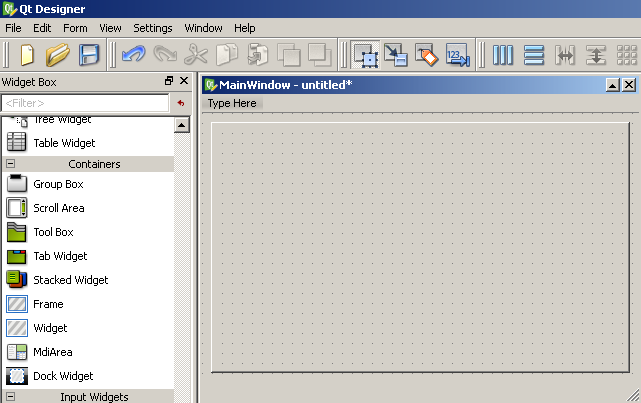 Qt Designer
File Edit Form View Settings Window Help
123
Widget Box
<Filter>
MainWindow - untitled*
Type Here
Tree Widget
Table Widget
Containers
Group Box
Scroll Area
Tool Box
Tab Widget
Stacked Widget
Frame
Widget
MdiArea
Dock Widget
Input Widgets